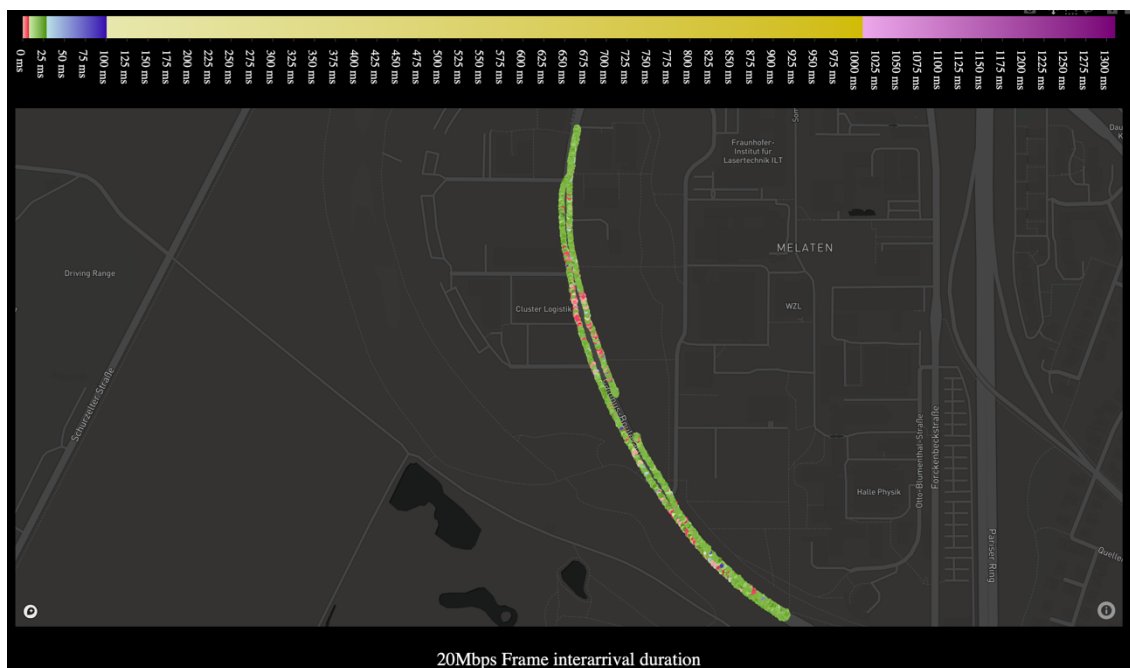 0 ms
25 ms
50 ms
75 ms
100 ms
125 ms
150 ms
175 ms
200 ms
225 ms
250 ms
275 ms
300 ms
325 ms
350 ms
375 ms
400 ms
425 ms
450 ms
475 ms
500 ms
525 ms
550 ms
575 ms
600 ms
625 ms
650 ms
675 ms
700 ms
725 ms
750 ms
775 ms
800 ms
825 ms
850 ms
875 ms
900 ms
925 ms
950 ms
975 ms
1000 ms
1025 ms
1050 ms
1075 ms
1100 ms
1125 ms
1150 ms
1175 ms
1200 ms
1225 ms
1250 ms
1275 ms
1300 ms
Fraunhofer-
Institut für
Lasertechnik ILT
MELATEN
Driving Range
WZL
Cluster Logistik
Schurzelter Straße
Otto-Blumenthal-Straße
Forckenbeckstraße
Halle Physik
Pariser Ring
20Mbps Frame interarrival duration